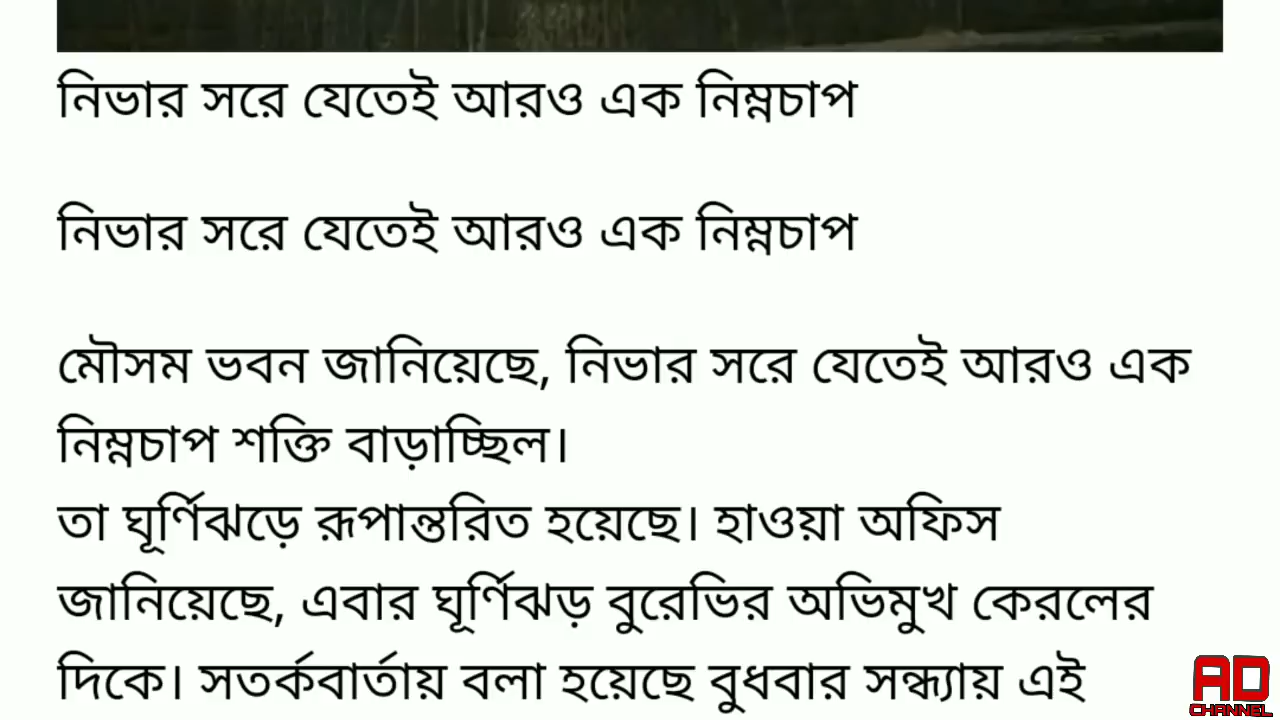 নিভার সরে যেতেই আরও এক নিম্নচাপ
নিভার সরে যেতেই আরও এক নিম্নচাপ
মৌসম ভবন জানিয়েছে, নিভার সরে যেতেই আরও এক
নিম্নচাপ শক্তি বাড়াচ্ছিল।
তা ঘূর্ণিঝড়ে রূপান্তরিত হয়েছে। হাওয়া অফিস
জানিয়েছে, এবার ঘূর্ণিঝড় বুরেভির অভিমুখ কেরলের
দিকে। সতর্কবার্তায় বলা হয়েছে বুধবার সন্ধ্যায় এই
AD
CHANNEL